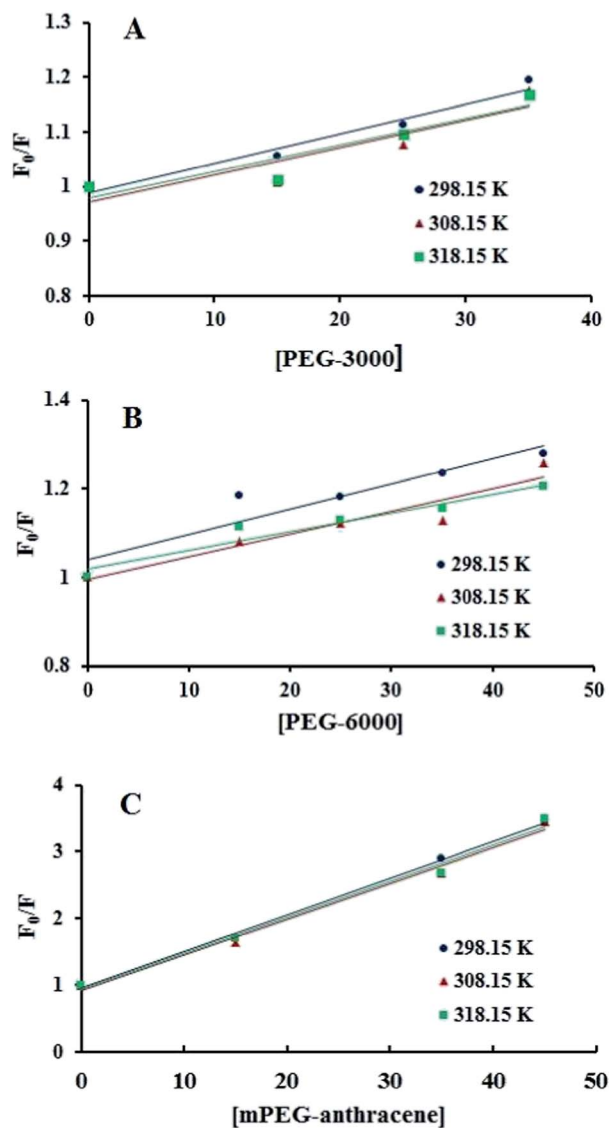 A
1.3
1.2
1.1
1
0.9
0.8
F₀/F
298.15 K
308.15 K
318.15 K
0 10 20 30 40
[PEG-3000]
B
1.4
1.2
1
0.8
F₀/F
298.15 K
308.15 K
318.15 K
0 10 20 30 40 50
[PEG-6000]
C
4
3
2
1
0
F₀/F
298.15 K
308.15 K
318.15 K
0 10 20 30 40 50
[mPEG-anthracene]